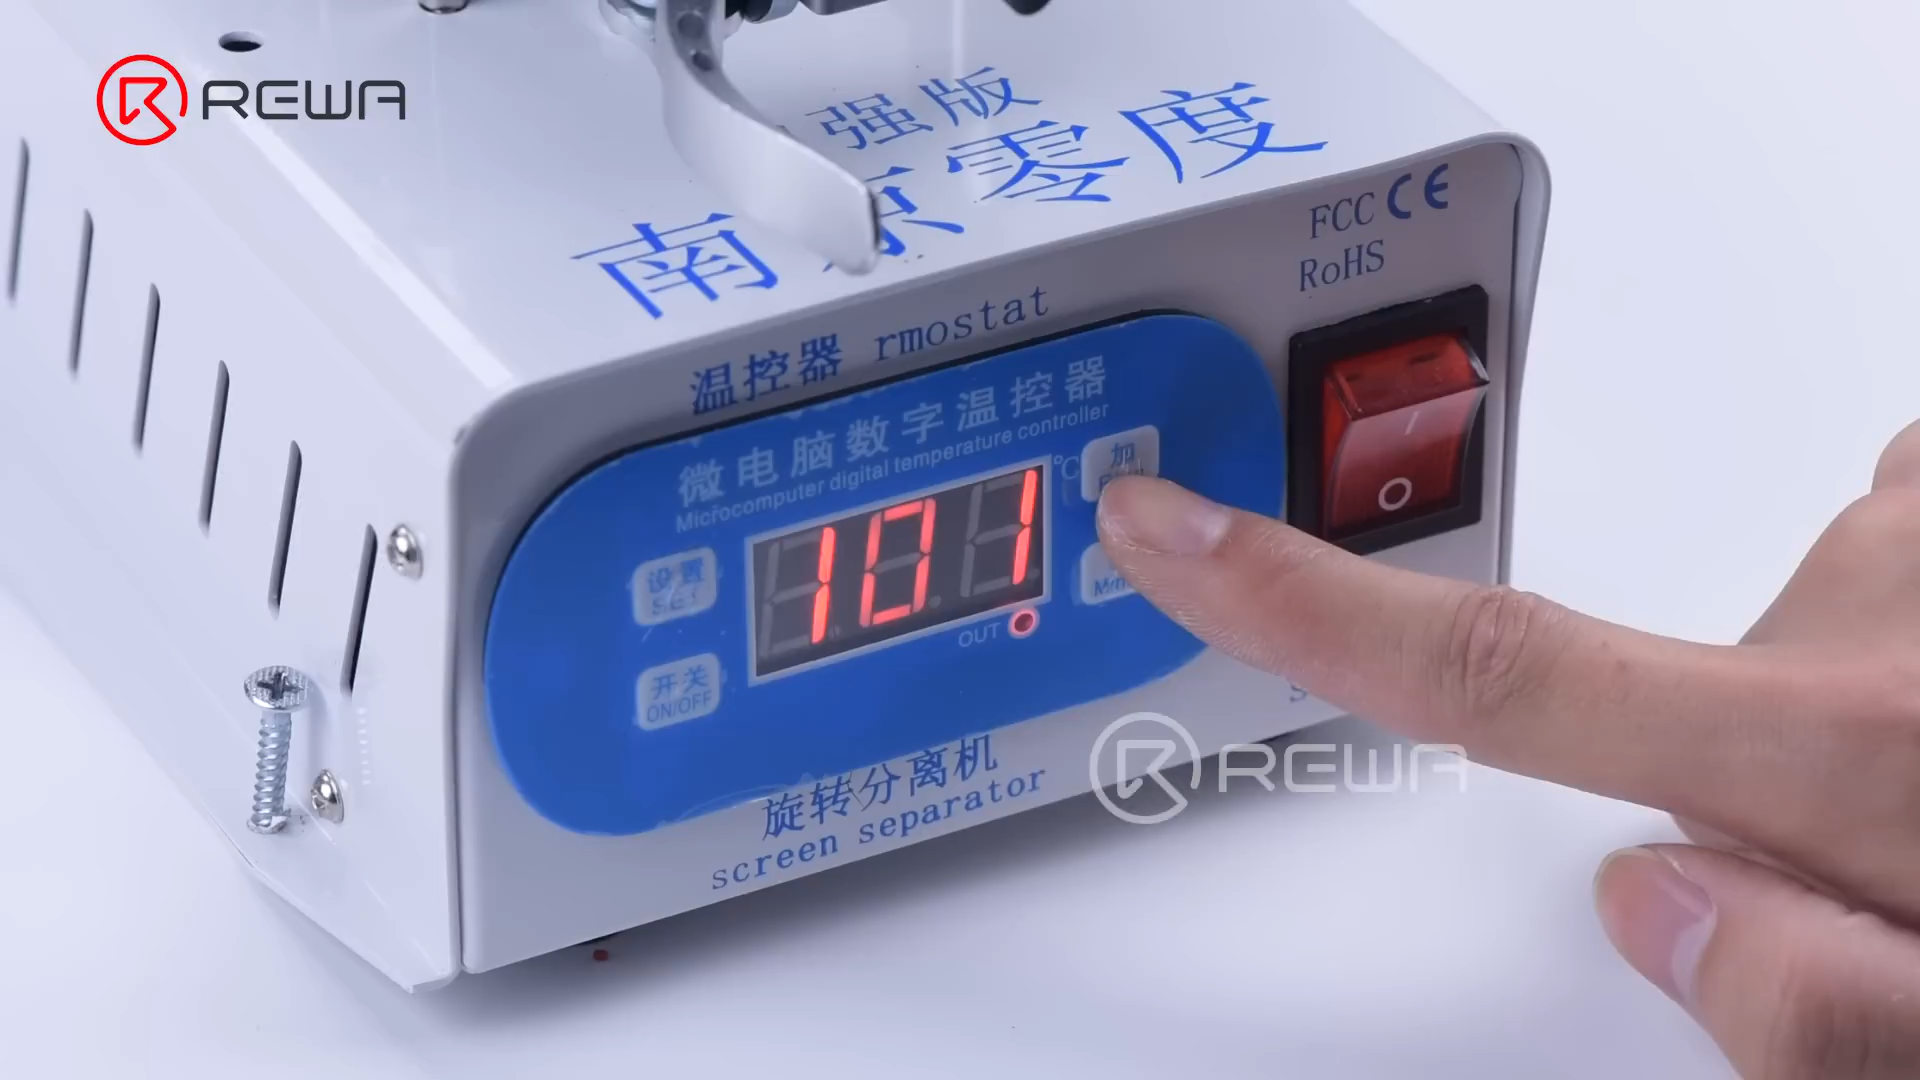 REWA
强版
南京零度
FCC CE
RoHS
温控器 rmostat
微电脑数字温控器
Microcomputer digital temperature controller
101
°C
加
设置
SET
OUT
开关
ON/OFF
旋转分离机
screen separator
REWA